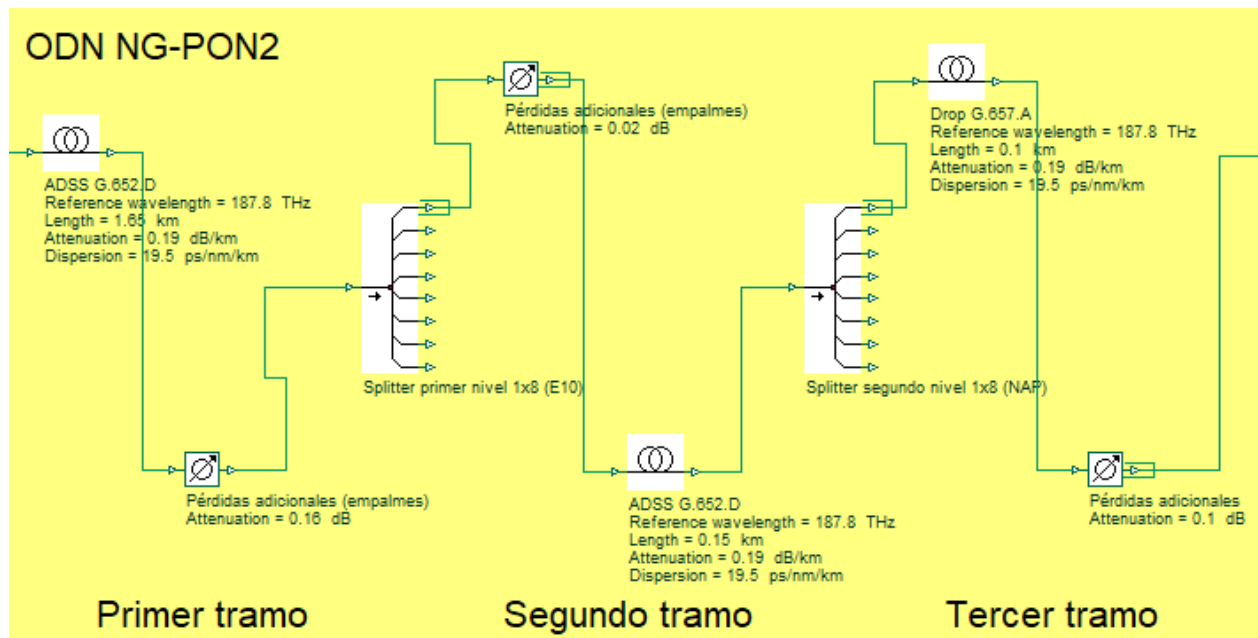 ODN NG-PON2
ADSS G.652.D
Reference wavelength = 187.8 THz
Length = 1.65 km
Attenuation = 0.19 dB/km
Dispersion = 19.5 ps/nm/km
Pérdidas adicionales (empalmes)
Attenuation = 0.16 dB
Splitter primer nivel 1x8 (E10)
Pérdidas adicionales (empalmes)
Attenuation = 0.02 dB
ADSS G.652.D
Reference wavelength = 187.8 THz
Length = 0.15 km
Attenuation = 0.19 dB/km
Dispersion = 19.5 ps/nm/km
Splitter segundo nivel 1x8 (NAP)
Drop G.657.A
Reference wavelength = 187.8 THz
Length = 0.1 km
Attenuation = 0.19 dB/km
Dispersion = 19.5 ps/nm/km
Pérdidas adicionales
Attenuation = 0.1 dB
Primer tramo
Segundo tramo
Tercer tramo